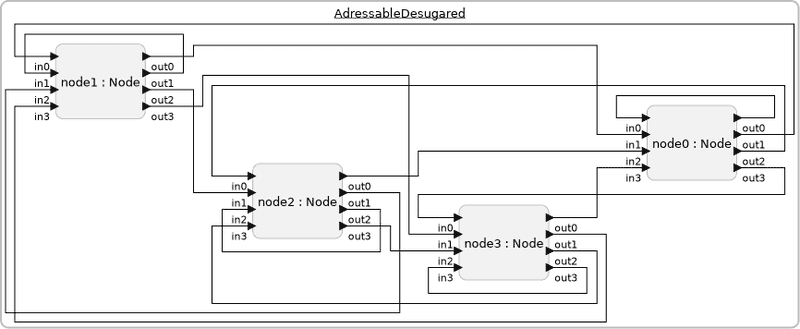 AdressableDesugared
node1 : Node
in0
in1
in2
in3
out0
out1
out2
out3
node0 : Node
in0
in1
in2
in3
out0
out1
out2
out3
node2 : Node
in0
in1
in2
in3
out0
out1
out2
out3
node3 : Node
in0
in1
in2
in3
out0
out1
out2
out3